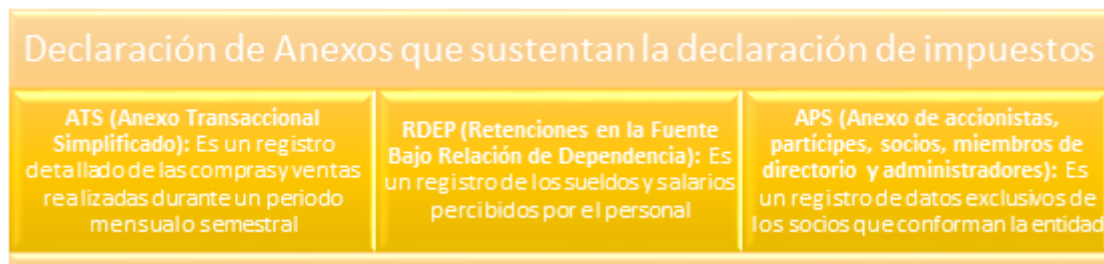 Declaración de Anexos que sustentan la declaración de impuestos
ATS (Anexo Transaccional
Simplificado): Es un registro
detallado de las compras y ventas
realizadas durante un periodo
mensual o semestral
RDEP (Retenciones en la Fuente
Bajo Relación de Dependencia): Es
un registro de los sueldos y salarios
percibidos por el personal
APS (Anexo de accionistas,
partícipes, socios, miembros de
directorio y administradores): Es
un registro de datos exclusivos de
los socios que conforman la entidad